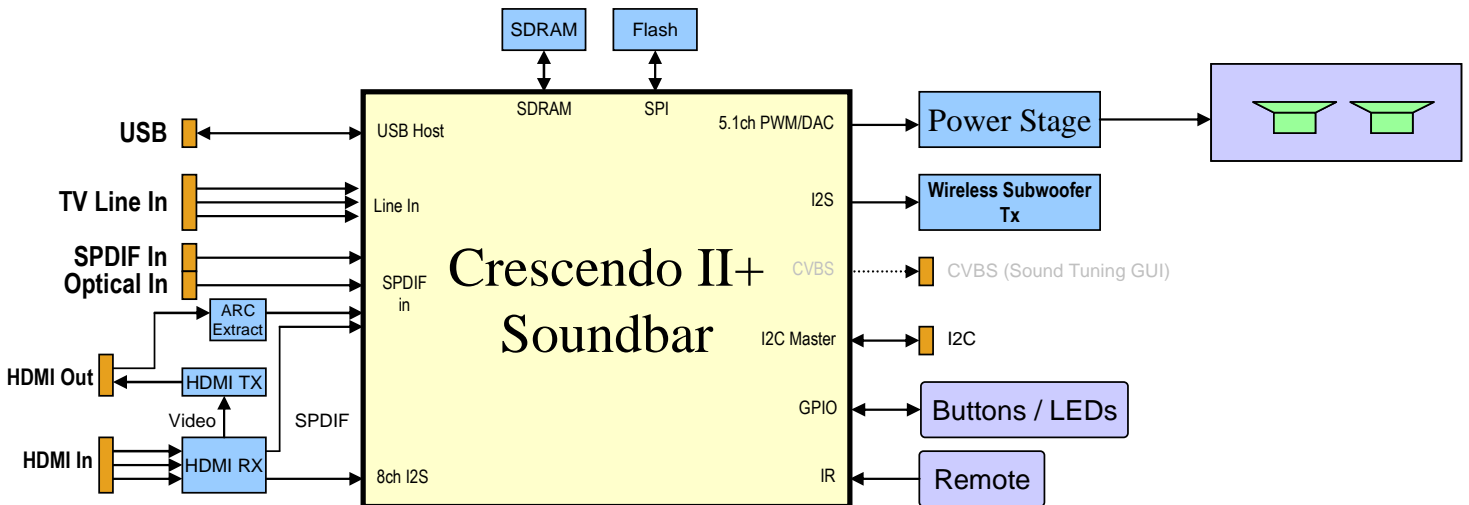 SDRAM
Flash
SDRAM
SPI
USB
USB Host
5.1ch PWM/DAC
Power Stage
TV Line In
Line In
I2S
Wireless Subwoofer
Tx
SPDIF In
Optical In
SPDIF
in
Crescendo II+
Soundbar
CVBS
CVBS (Sound Tuning GUI)
ARC
Extract
I2C Master
I2C
HDMI Out
HDMI TX
Video
SPDIF
GPIO
Buttons / LEDs
HDMI In
HDMI RX
8ch I2S
IR
Remote